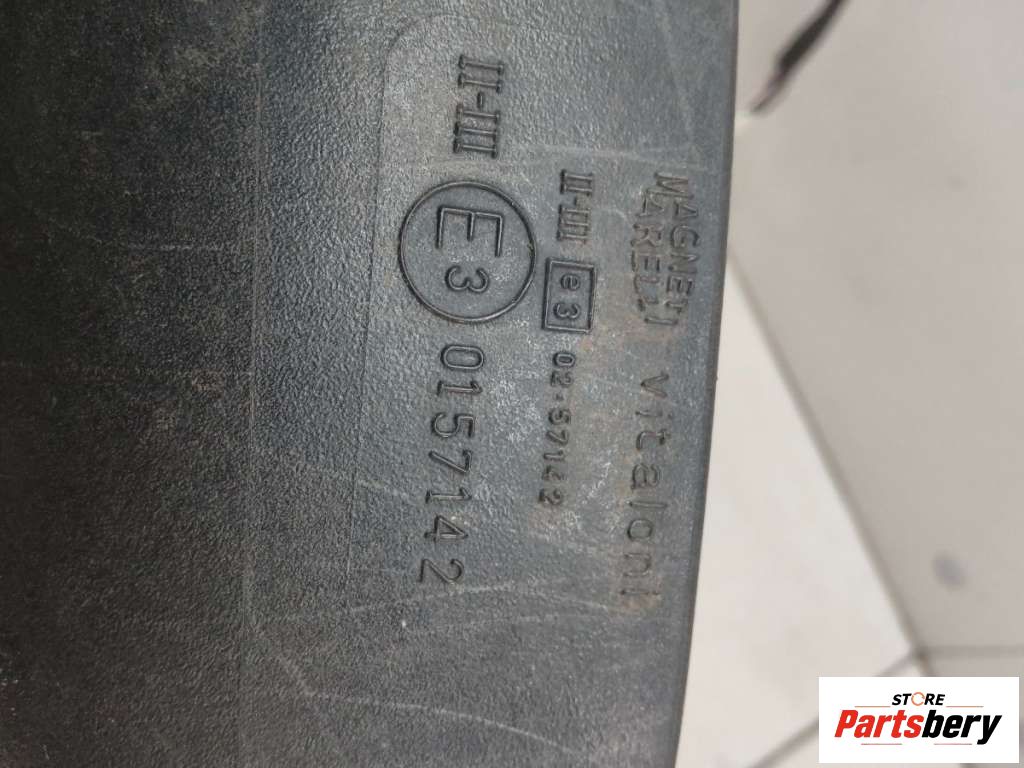 MAGNETI
MARELLI vitaloni
II-III e3 02·57142
II-III E3 0157142
STORE
Partsbery